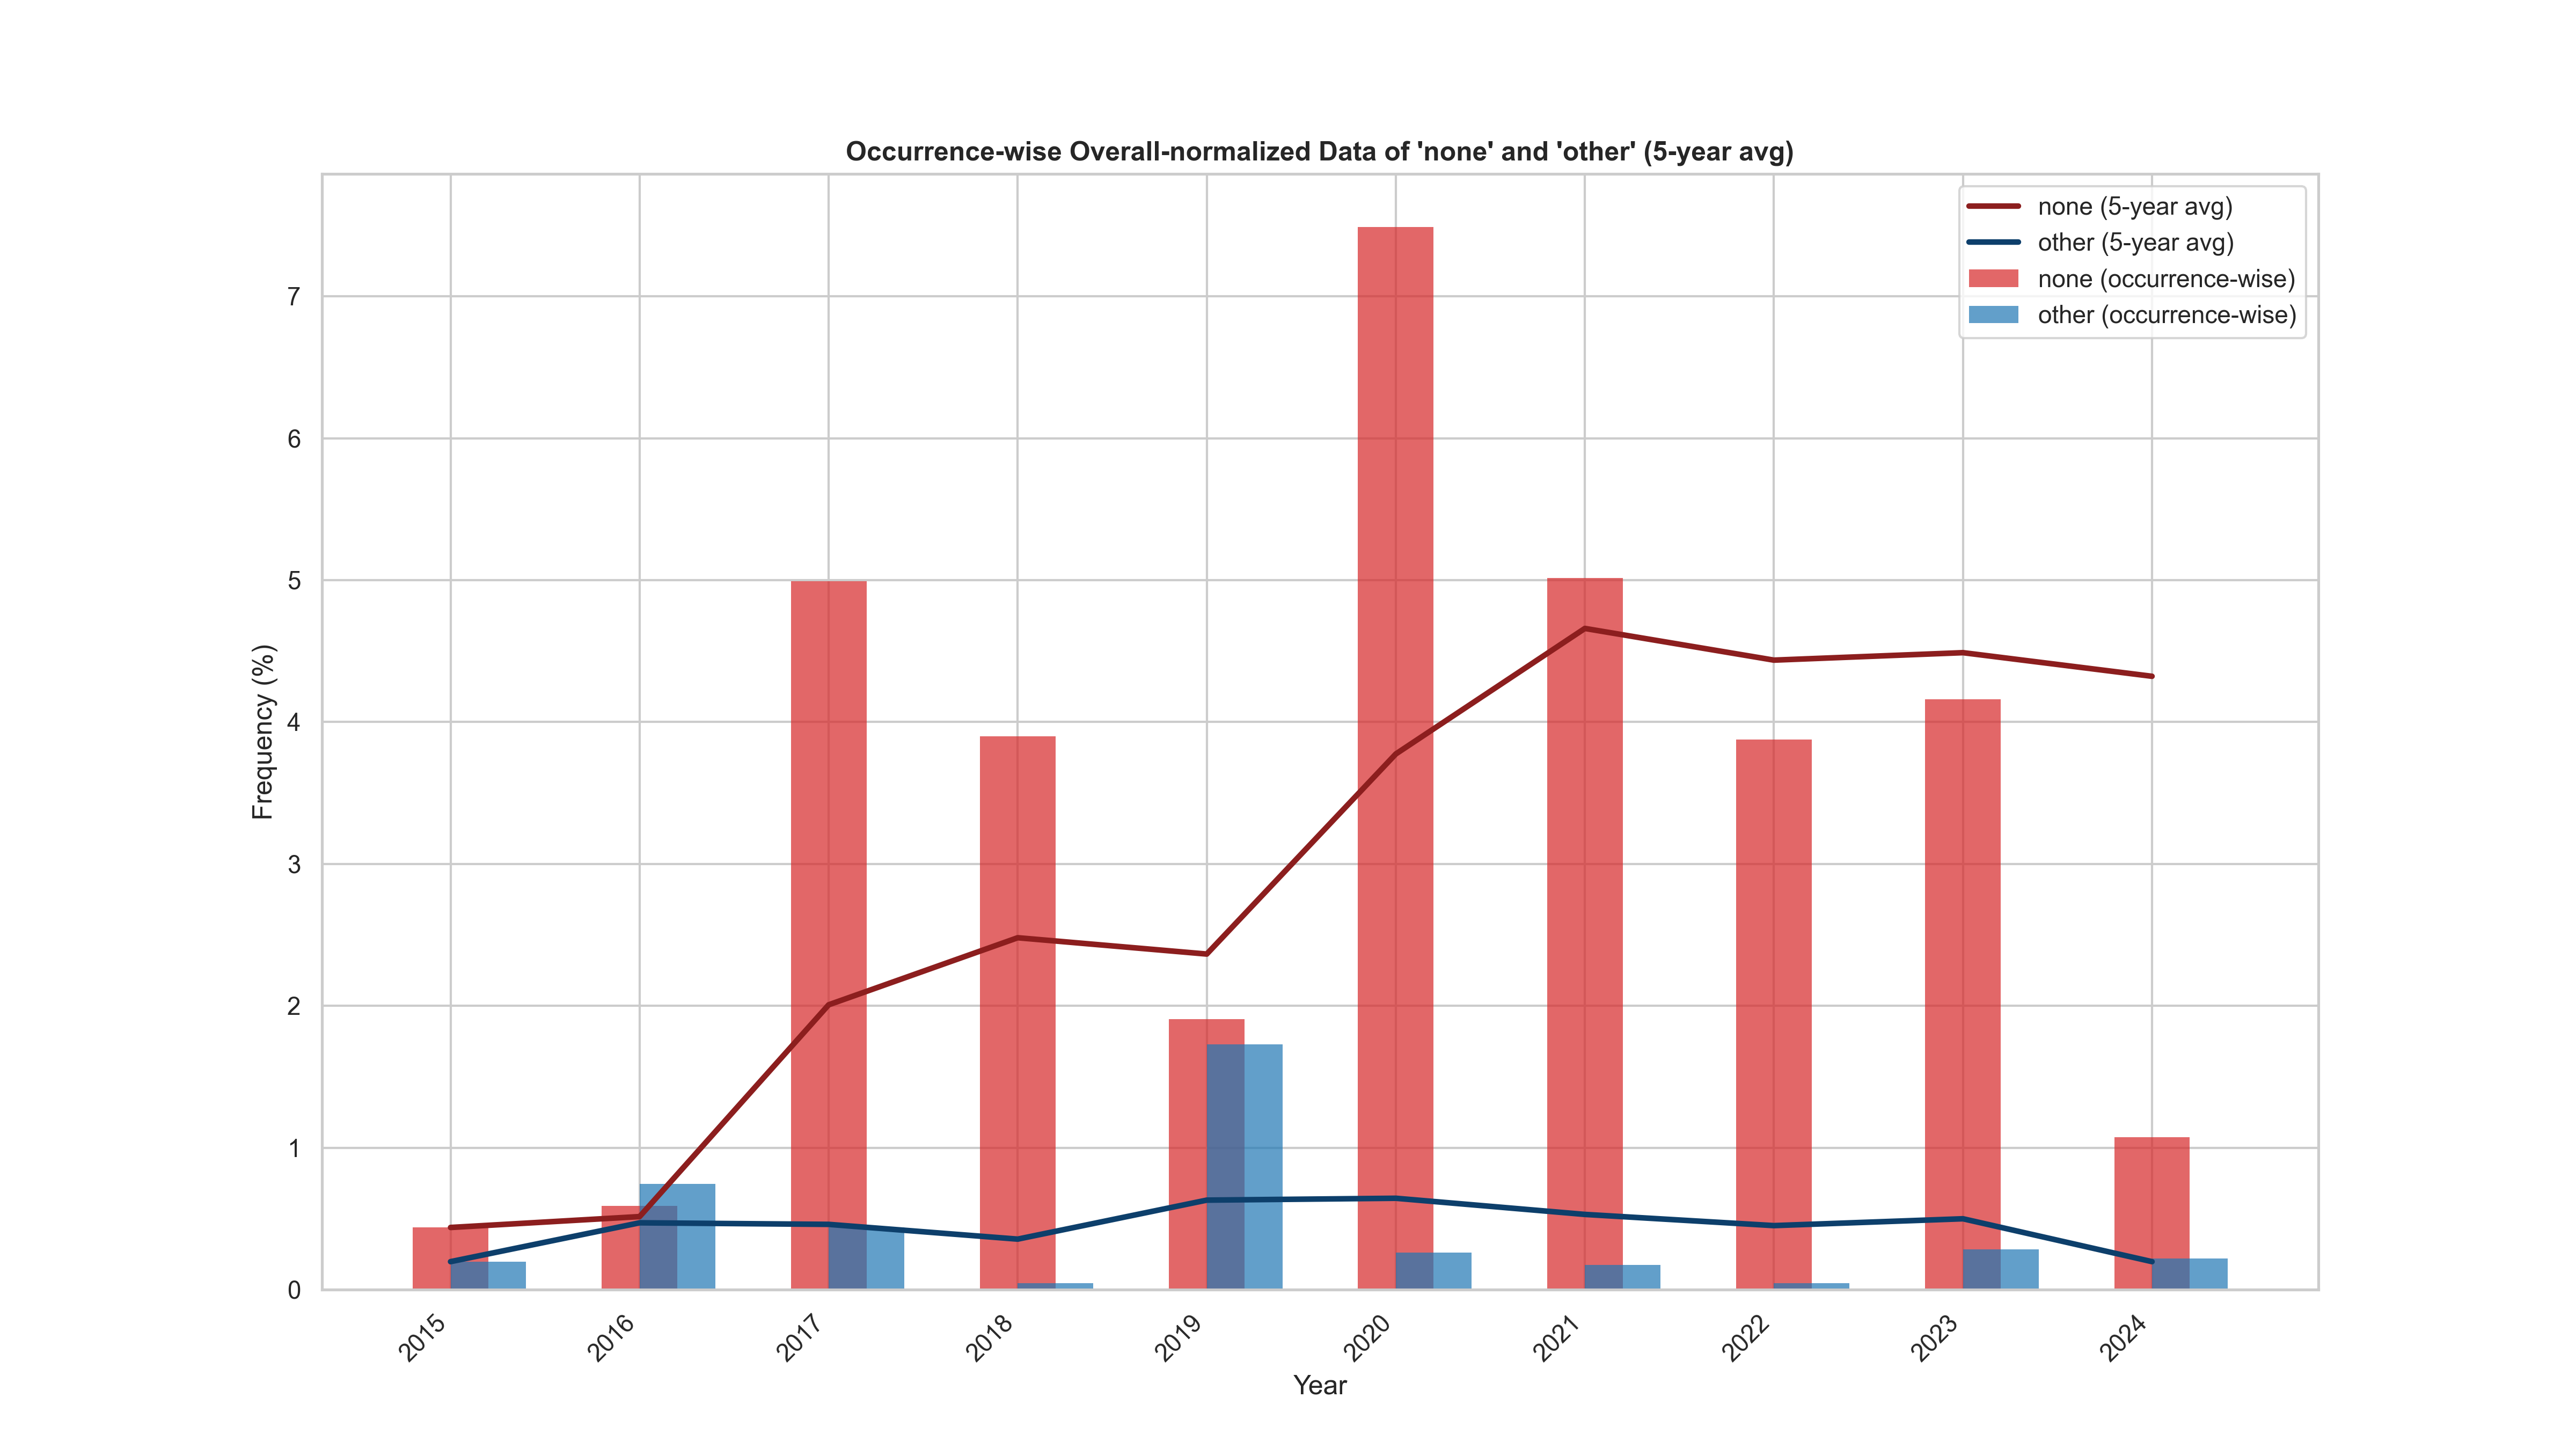 Occurrence-wise Overall-normalized Data of 'none' and 'other' (5-year avg)
none (5-year avg)
other (5-year avg)
none (occurrence-wise)
other (occurrence-wise)
7
6
5
4
3
2
1
0
Frequency (%)
2015
2016
2017
2018
2019
2020
2021
2022
2023
2024
Year